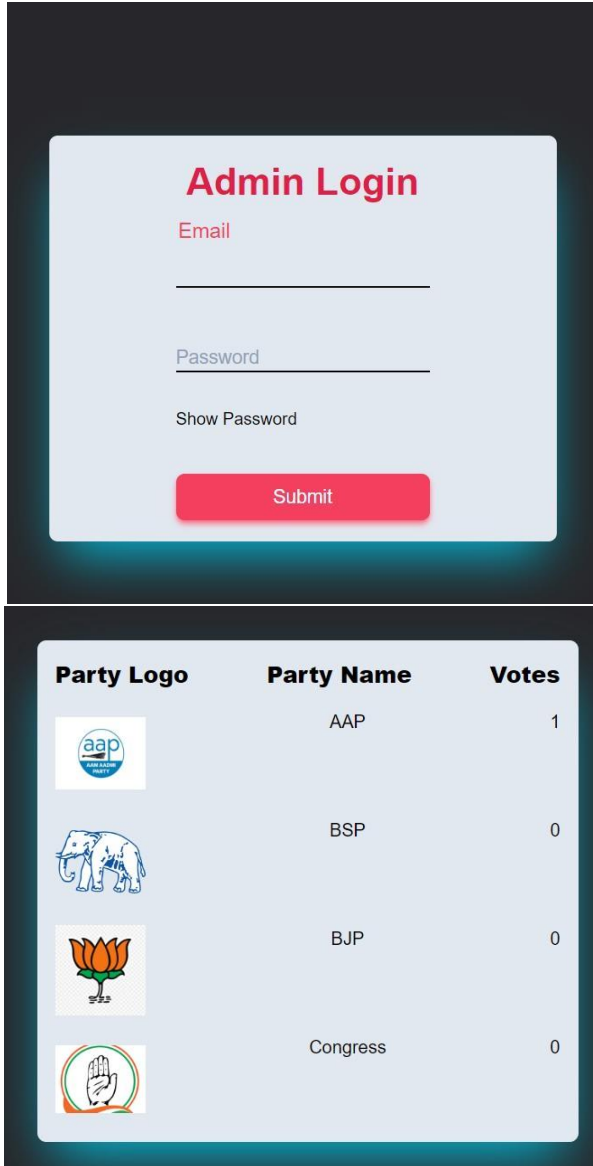 Admin Login
Email
Password
Show Password
Submit
Party Logo Party Name Votes
aap
AAM AADMI
PARTY
AAP 1
BSP 0
BJP 0
Congress 0